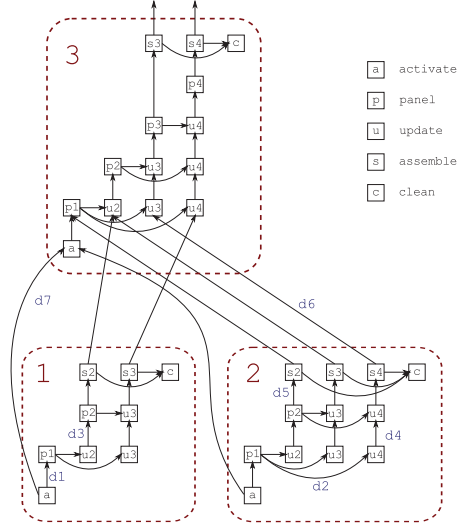 s3 s4 c
3
p4
a activate
p panel
p3 u4
u update
p2 u3 u4
s assemble
c clean
p1 u2 u3 u4
a
d7
d6
1
s2 s3 c
2
s2 s3 s4 c
d5
p2 u3
p2 u3 u4
d3
d4
p1 u2 u3
p1 u2 u3 u4
d1
d2
a
a